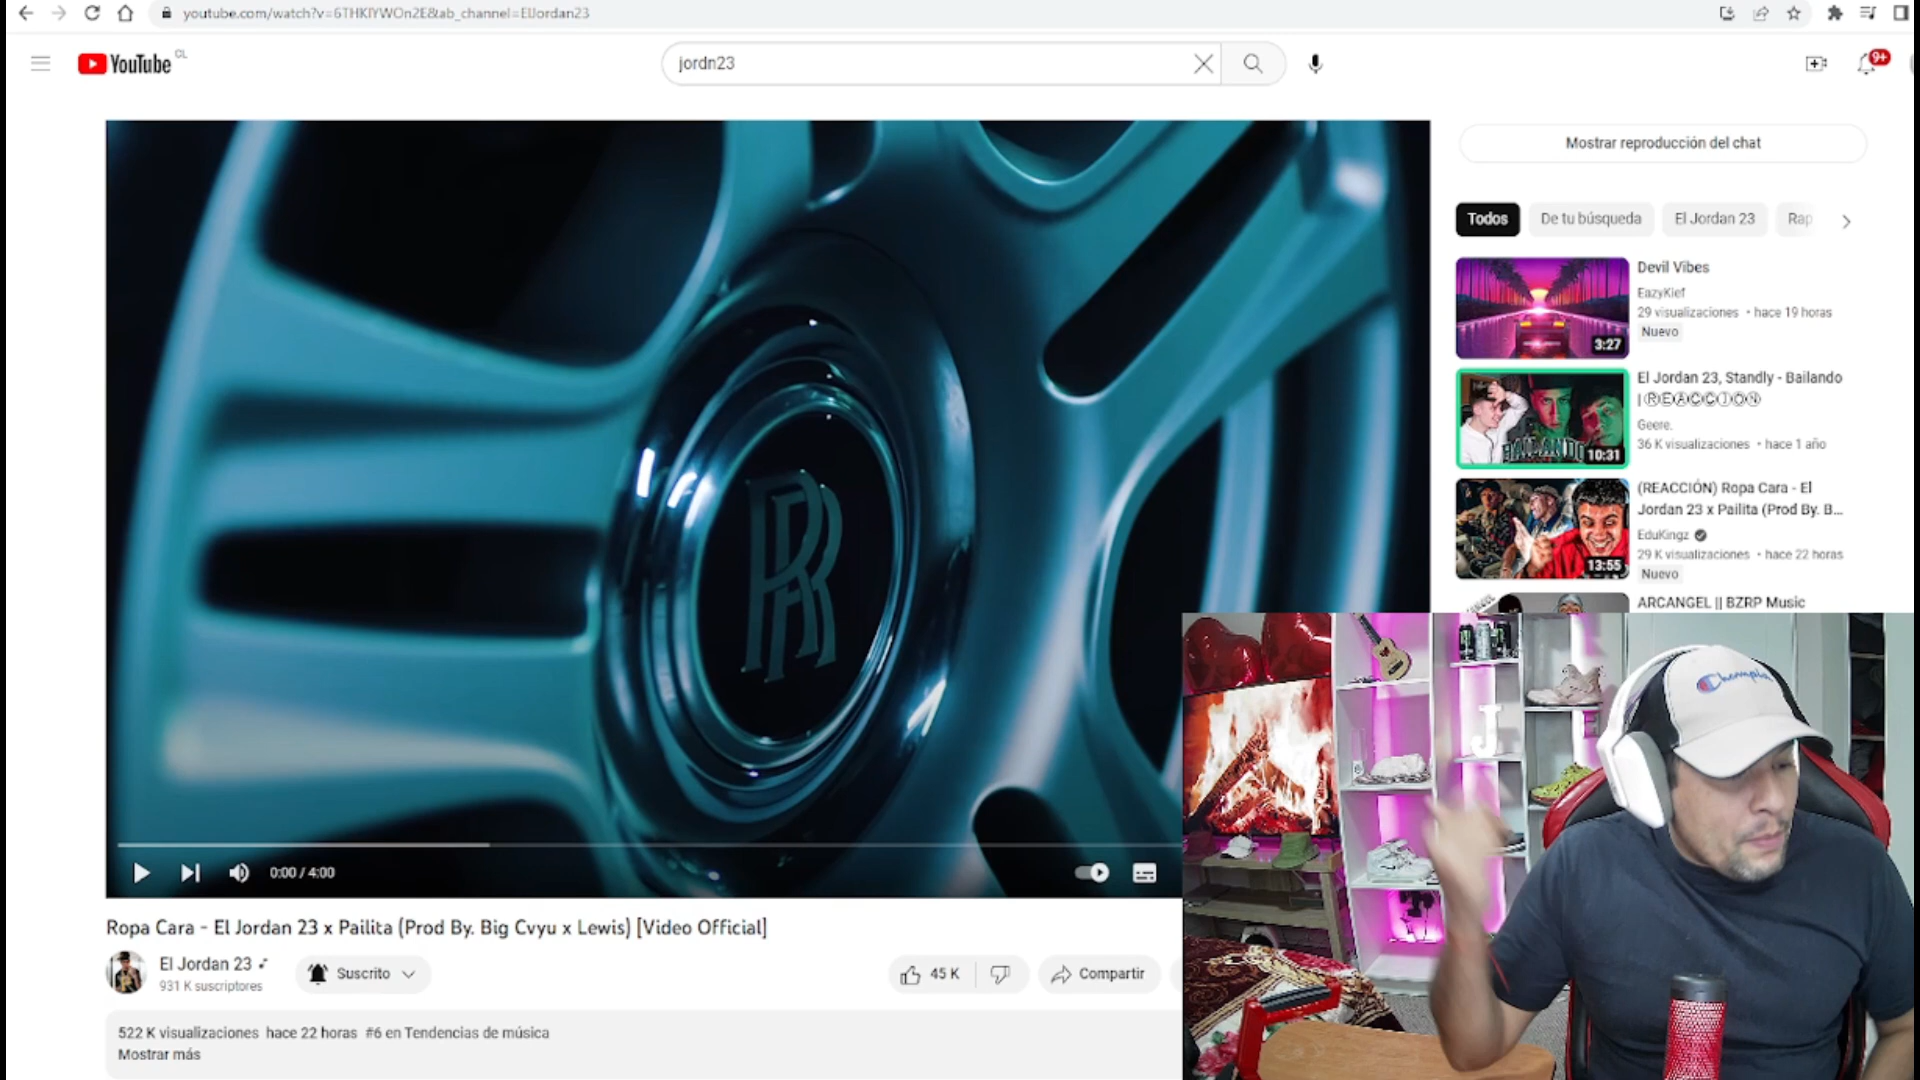 youtube.com/watch?v=6THKIYWOn2E&ab_channel=ElJordan23
YouTube CL
jordn23
9+
Mostrar reproducción del chat
Todos
De tu búsqueda
El Jordan 23
Rap
Devil Vibes
EazyKief
29 visualizaciones • hace 19 horas
Nuevo
3:27
El Jordan 23, Standly - Bailando
| ⓇⒺⒶⒸⒸⒾⓄⓃ
Geere.
36 K visualizaciones • hace 1 año
BAILANDO
10:31
(REACCIÓN) Ropa Cara - El
Jordan 23 x Pailita (Prod By. B...
EduKingz
29 K visualizaciones • hace 22 horas
Nuevo
13:55
ARCANGEL || BZRP Music
RR
0:00 / 4:00
Champion
J
Ropa Cara - El Jordan 23 x Pailita (Prod By. Big Cvyu x Lewis) [Video Official]
El Jordan 23
931 K suscriptores
Suscrito
45 K
Compartir
522 K visualizaciones hace 22 horas #6 en Tendencias de música
Mostrar más